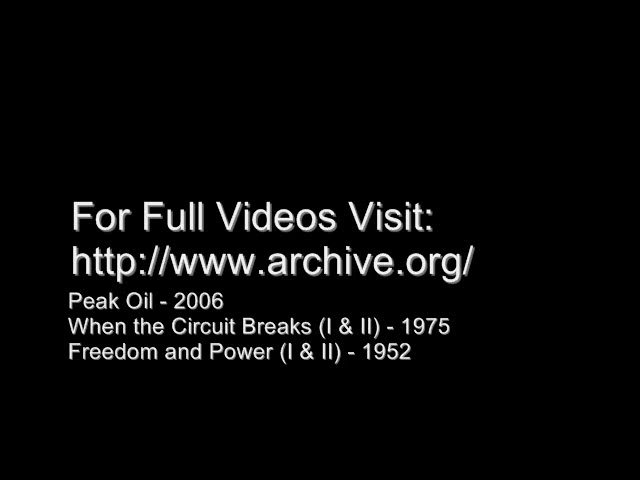 For Full Videos Visit:
http://www.archive.org/
Peak Oil - 2006
When the Circuit Breaks (I & II) - 1975
Freedom and Power (I & II) - 1952